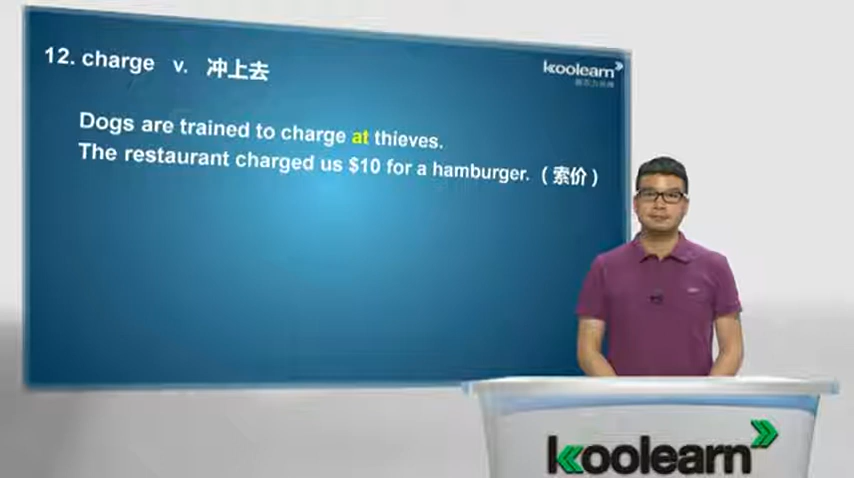 12. charge v. 冲上去
koolearn
Dogs are trained to charge at thieves.
The restaurant charged us $10 for a hamburger. （索价）
koolearn